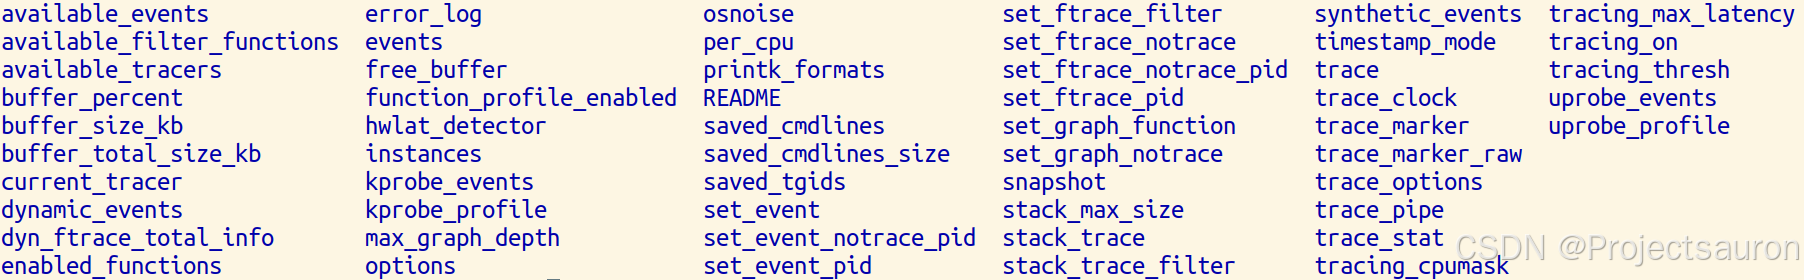 available_events error_log osnoise set_ftrace_filter synthetic_events tracing_max_latency
available_filter_functions events per_cpu set_ftrace_notrace timestamp_mode tracing_on
available_tracers free_buffer printk_formats set_ftrace_notrace_pid trace tracing_thresh
buffer_percent function_profile_enabled README set_ftrace_pid trace_clock uprobe_events
buffer_size_kb hwlat_detector saved_cmdlines set_graph_function trace_marker uprobe_profile
buffer_total_size_kb instances saved_cmdlines_size set_graph_notrace trace_marker_raw
current_tracer kprobe_events saved_tgids snapshot trace_options
dynamic_events kprobe_profile set_event stack_max_size trace_pipe
dyn_ftrace_total_info max_graph_depth set_event_notrace_pid stack_trace trace_stat
enabled_functions options set_event_pid stack_trace_filter tracing_cpumask
CSDN @Projectsauron